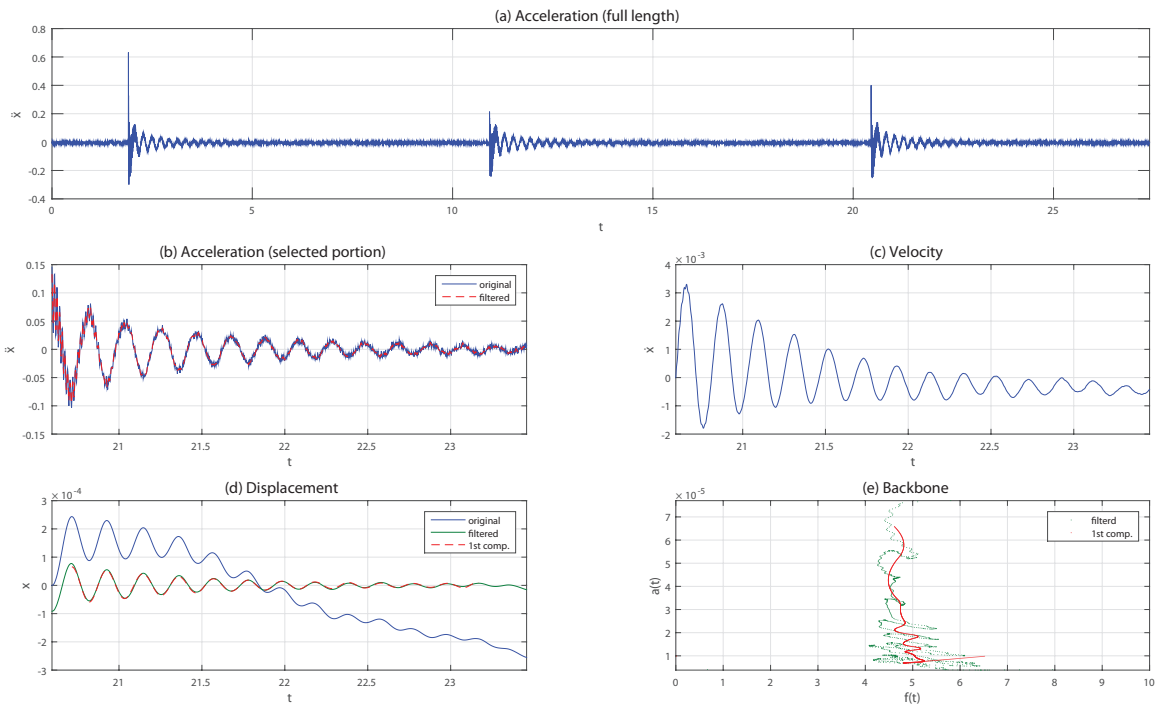 (a) Acceleration (full length)
0.8
0.6
0.4
0.2
0
-0.2
-0.4
ẍ
0 5 10 15 20 25
t
(b) Acceleration (selected portion)
0.15
0.1
0.05
0
-0.05
-0.1
-0.15
ẍ
original
filtered
21 21.5 22 22.5 23
t
(c) Velocity
× 10⁻³
4
3
2
1
0
-1
-2
ẋ
21 21.5 22 22.5 23
t
(d) Displacement
× 10⁻⁴
3
2
1
0
-1
-2
-3
x
original
filtered
1st comp.
21 21.5 22 22.5 23
t
(e) Backbone
× 10⁻⁵
7
6
5
4
3
2
1
a(t)
filterd
1st comp.
0 1 2 3 4 5 6 7 8 9 10
f(t)